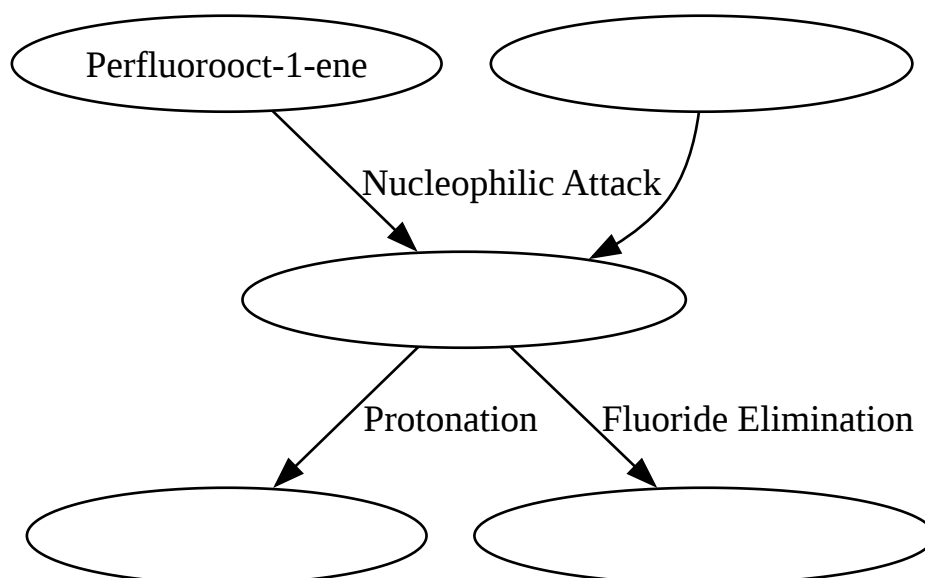 Perfluorooct-1-ene
Nucleophilic Attack
Protonation
Fluoride Elimination